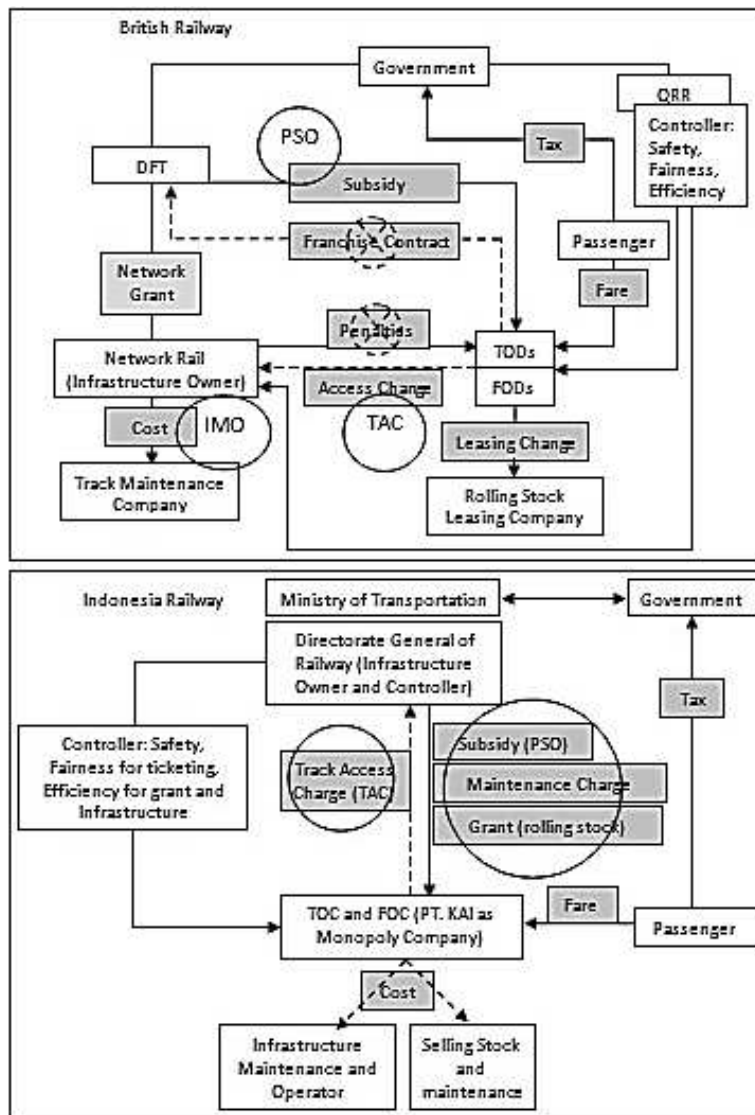 British Railway
Government
QRR
PSO
Tax
Controller:
Safety,
Fairness,
Efficiency
DFT
Subsidy
Franchise Contract
Passenger
Network
Grant
Fare
Penalties
TODs
Network Rail
(Infrastructure Owner)
Access Change
FODs
Cost
IMO
TAC
Leasing Change
Track Maintenance
Company
Rolling Stock
Leasing Company
Indonesia Railway
Ministry of Transportation
Government
Directorate General of
Railway (Infrastructure
Owner and Controller)
Tax
Controller: Safety,
Fairness for ticketing,
Efficiency for grant and
Infrastructure
Track Access
Charge (TAC)
Subsidy (PSO)
Maintenance Charge
Grant (rolling stock)
TOC and FOC (PT. KAI as
Monopoly Company)
Fare
Passenger
Cost
Infrastructure
Maintenance and
Operator
Selling Stock
and
maintenance